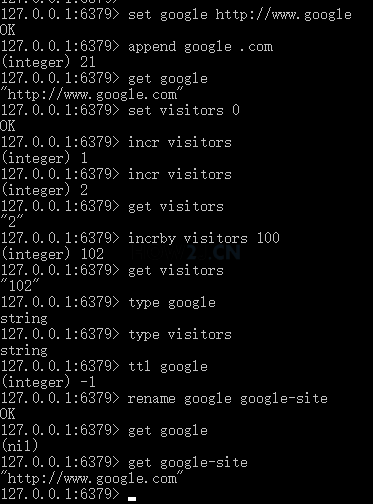 127.0.0.1:6379> set google http://www.google
OK
127.0.0.1:6379> append google .com
(integer) 21
127.0.0.1:6379> get google
"http://www.google.com"
127.0.0.1:6379> set visitors 0
OK
127.0.0.1:6379> incr visitors
(integer) 1
127.0.0.1:6379> incr visitors
(integer) 2
127.0.0.1:6379> get visitors
"2"
127.0.0.1:6379> incrby visitors 100
(integer) 102
127.0.0.1:6379> get visitors
"102"
127.0.0.1:6379> type google
string
127.0.0.1:6379> type visitors
string
127.0.0.1:6379> ttl google
(integer) -1
127.0.0.1:6379> rename google google-site
OK
127.0.0.1:6379> get google
(nil)
127.0.0.1:6379> get google-site
"http://www.google.com"
127.0.0.1:6379>